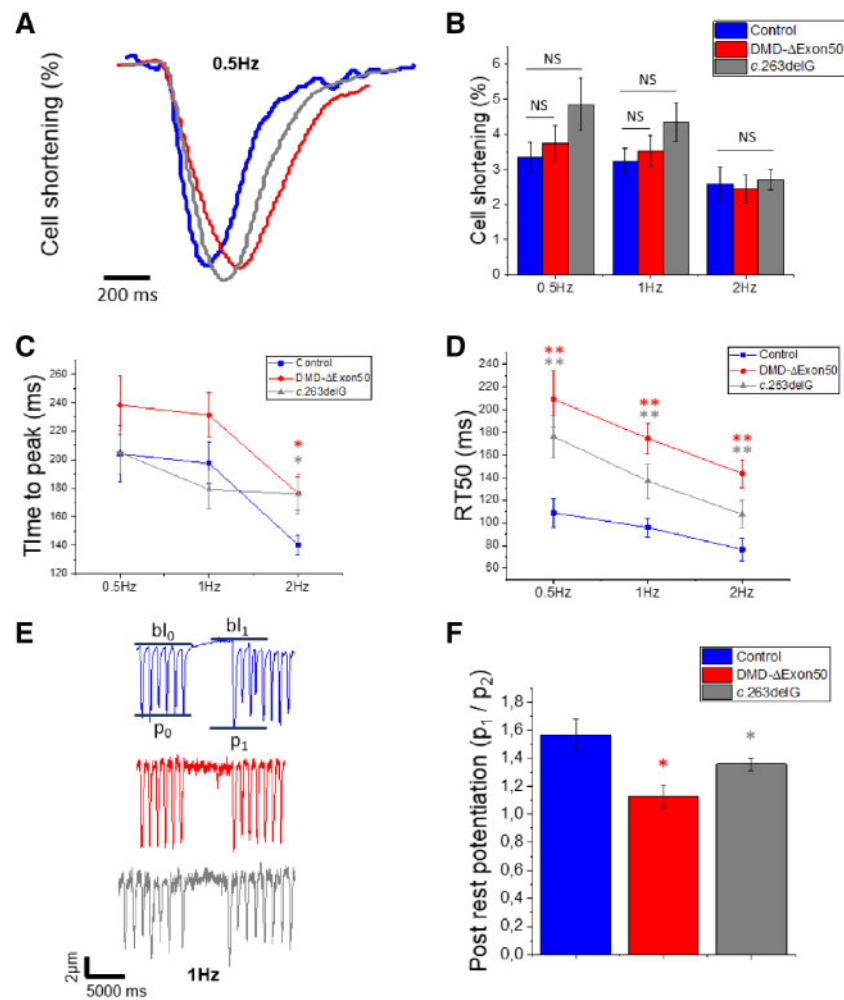 A
0.5Hz
Cell shortening (%)
200 ms
B
Control
DMD-ΔExon50
c.263delG
Cell shortening (%)
6
5
4
3
2
1
0
NS
NS
NS
NS
NS
0.5Hz
1Hz
2Hz
C
Control
DMD-ΔExon50
c.263delG
Time to peak (ms)
260
240
220
200
180
160
140
120
*
*
0.5Hz
1Hz
2Hz
D
Control
DMD-ΔExon50
c.263delG
RT50 (ms)
240
220
200
180
160
140
120
100
80
60
**
**
**
**
**
**
0.5Hz
1Hz
2Hz
E
bl0 bl1
p0 p1
2µm
5000 ms
1Hz
F
Control
DMD-ΔExon50
c.263delG
Post rest potentiation (p1 / p2)
1,8
1,6
1,4
1,2
1,0
0,8
0,6
0,4
0,2
0,0
*
*